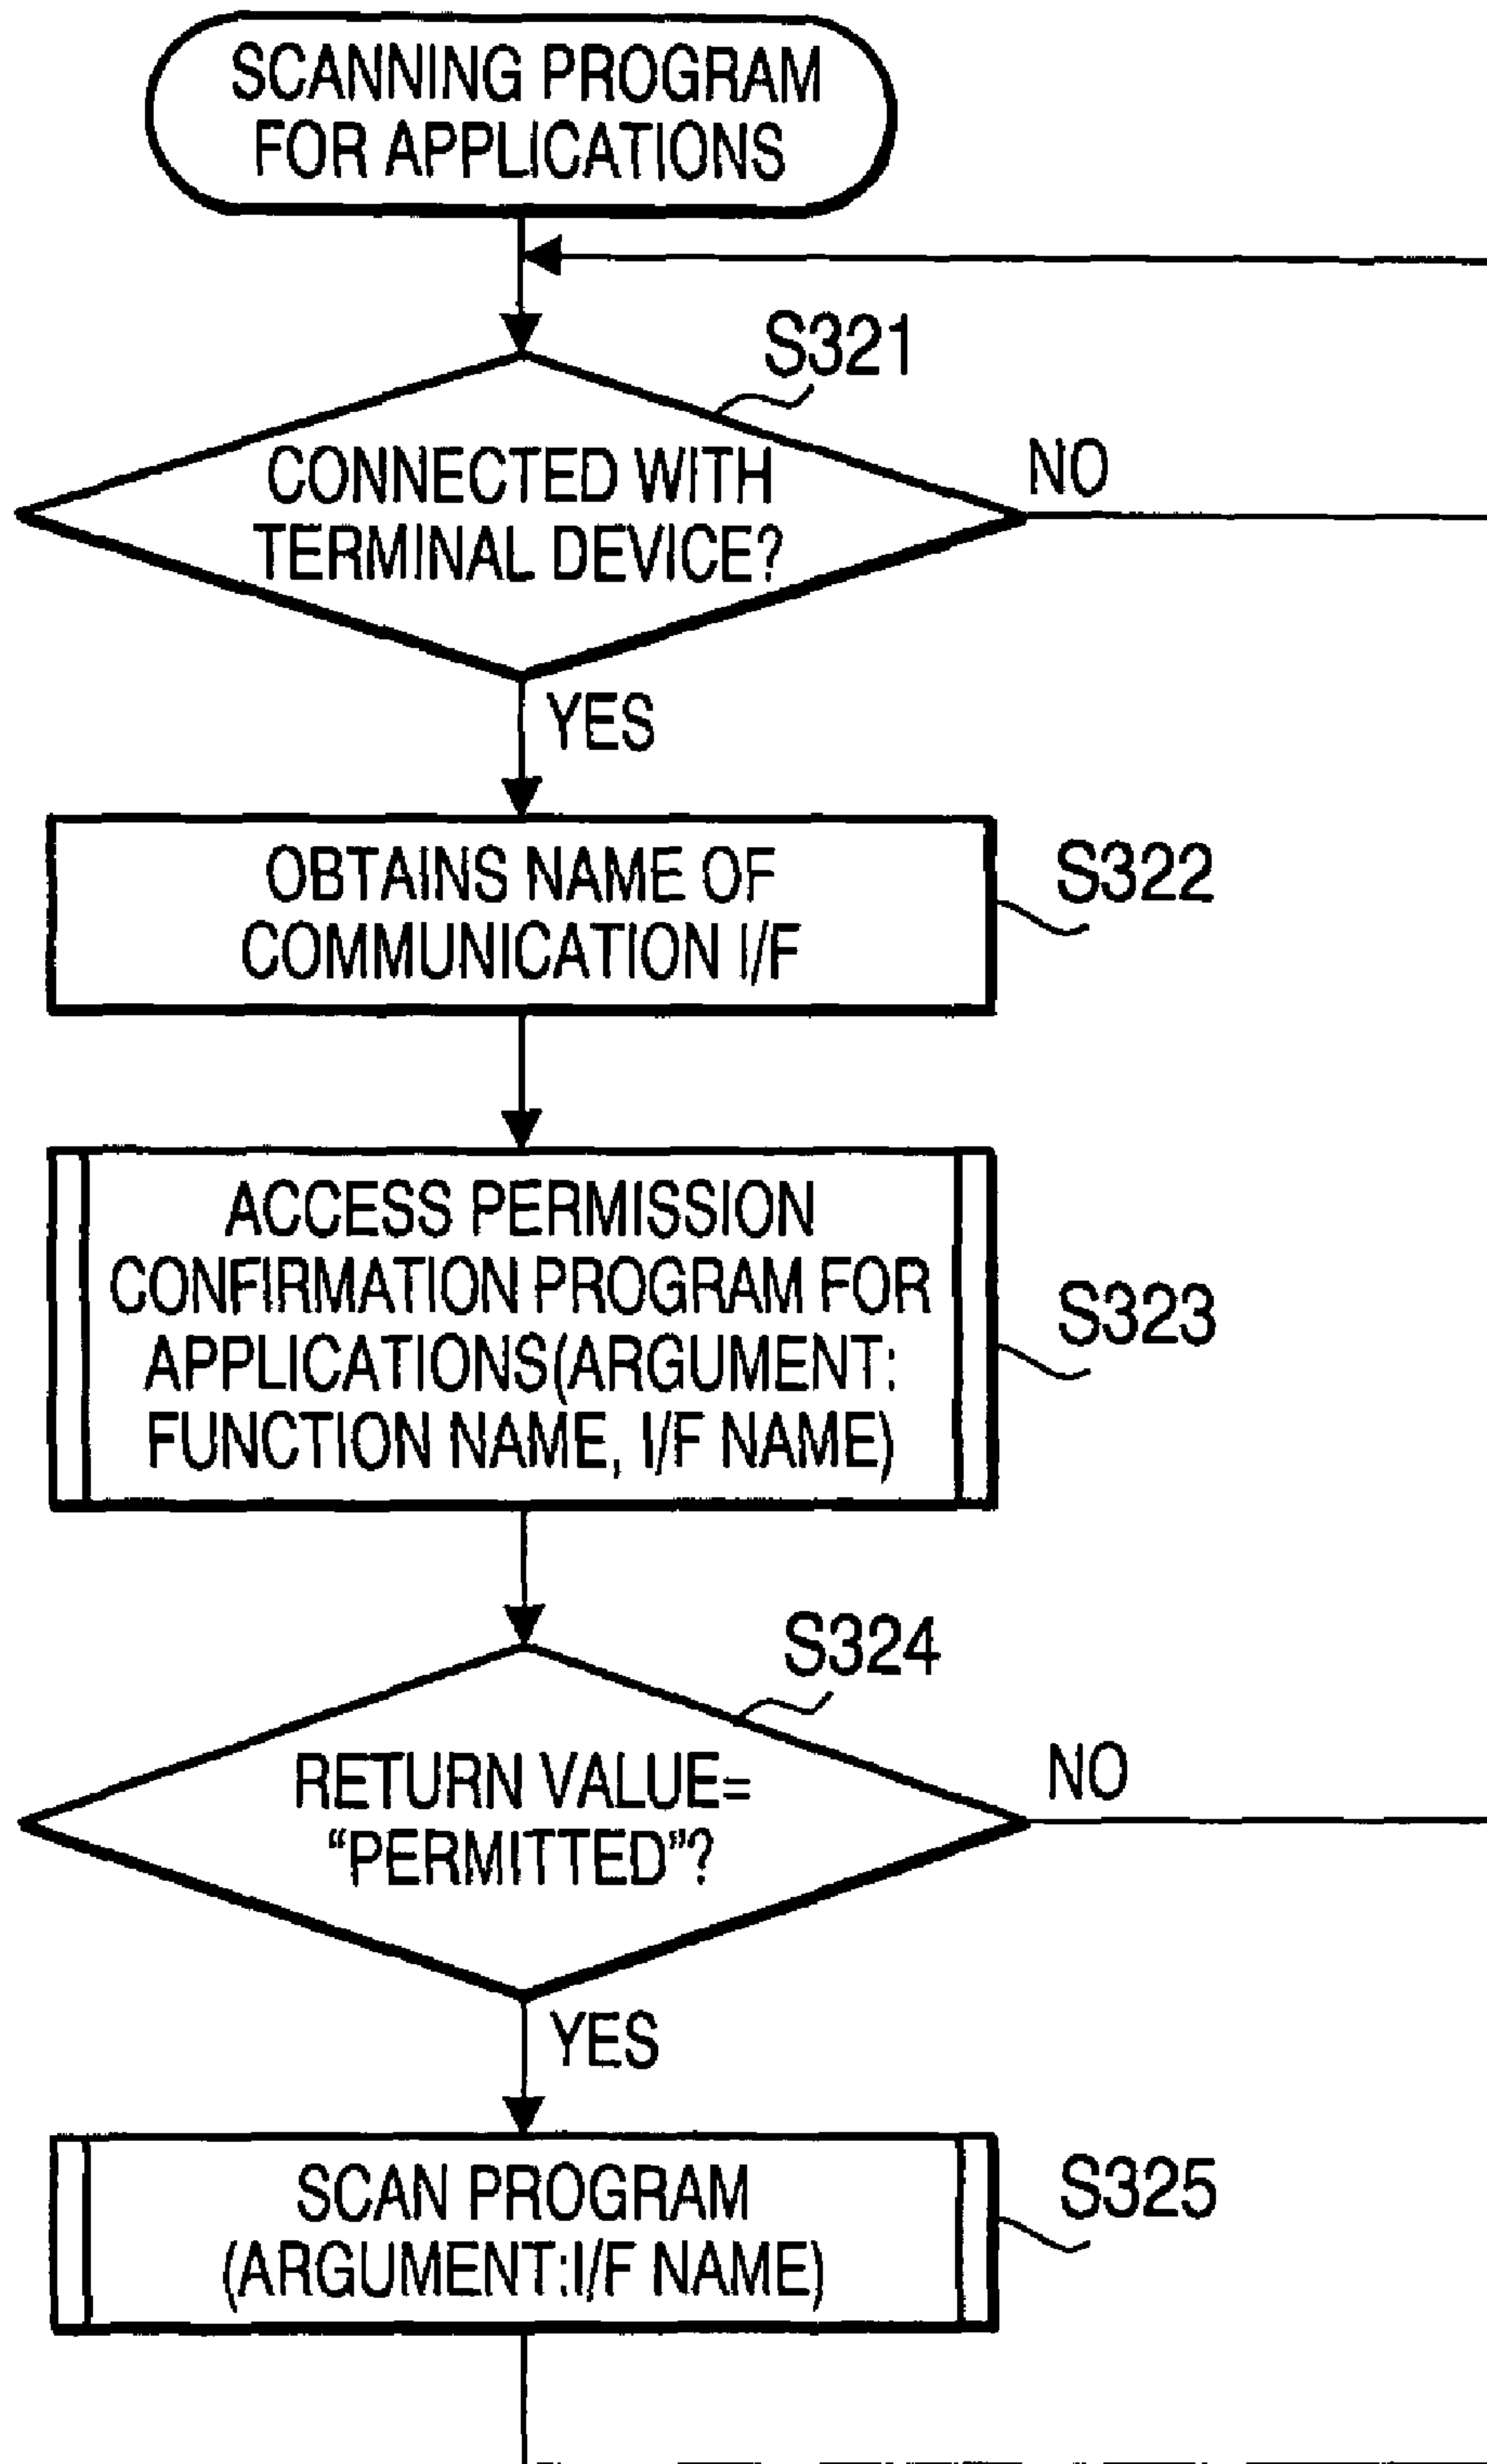 SCANNING PROGRAM
FOR APPLICATIONS
S321
CONNECTED WITH
TERMINAL DEVICE?
NO
YES
OBTAINS NAME OF
COMMUNICATION I/F
S322
ACCESS PERMISSION
CONFIRMATION PROGRAM FOR
APPLICATIONS(ARGUMENT:
FUNCTION NAME, I/F NAME)
S323
S324
RETURN VALUE=
“PERMITTED”?
NO
YES
SCAN PROGRAM
(ARGUMENT:I/F NAME)
S325